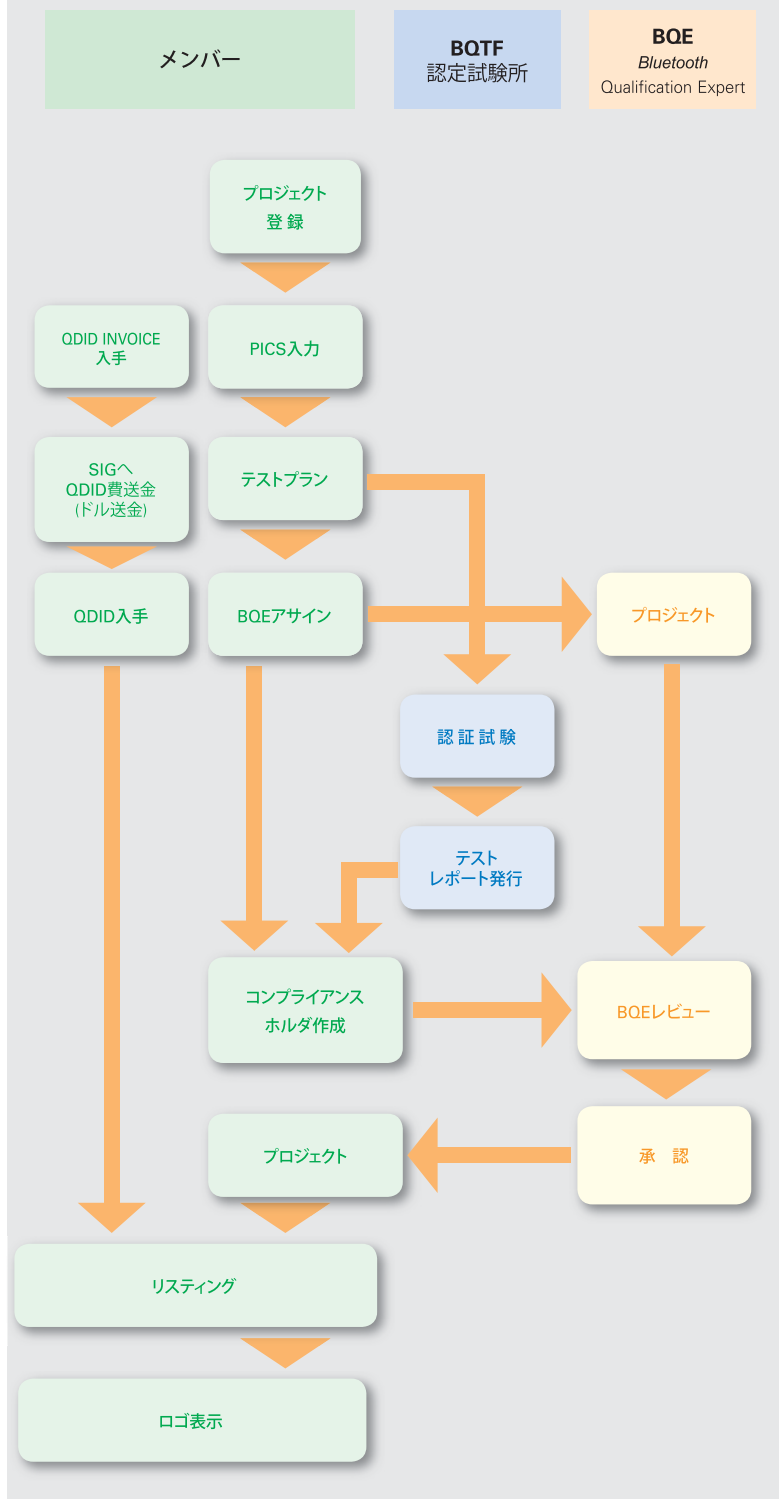 メンバー
BQTF
認定試験所
BQE
Bluetooth
Qualification Expert
プロジェクト
登 録
QDID INVOICE
入手
PICS入力
SIGへ
QDID費送金
(ドル送金)
テストプラン
QDID入手
BQEアサイン
プロジェクト
認 証 試 験
テスト
レポート発行
コンプライアンス
ホルダ作成
BQEレビュー
プロジェクト
承　認
リスティング
ロゴ表示